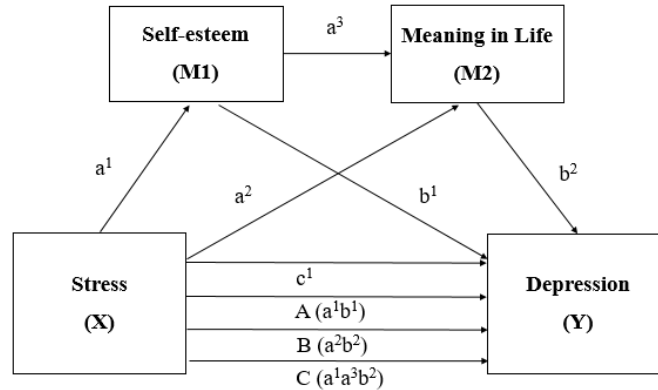 a³
Self-esteem
(M1)
Meaning in Life
(M2)
a¹
a²
b¹
b²
Stress
(X)
Depression
(Y)
c¹
A (a¹b¹)
B (a²b²)
C (a¹a³b²)